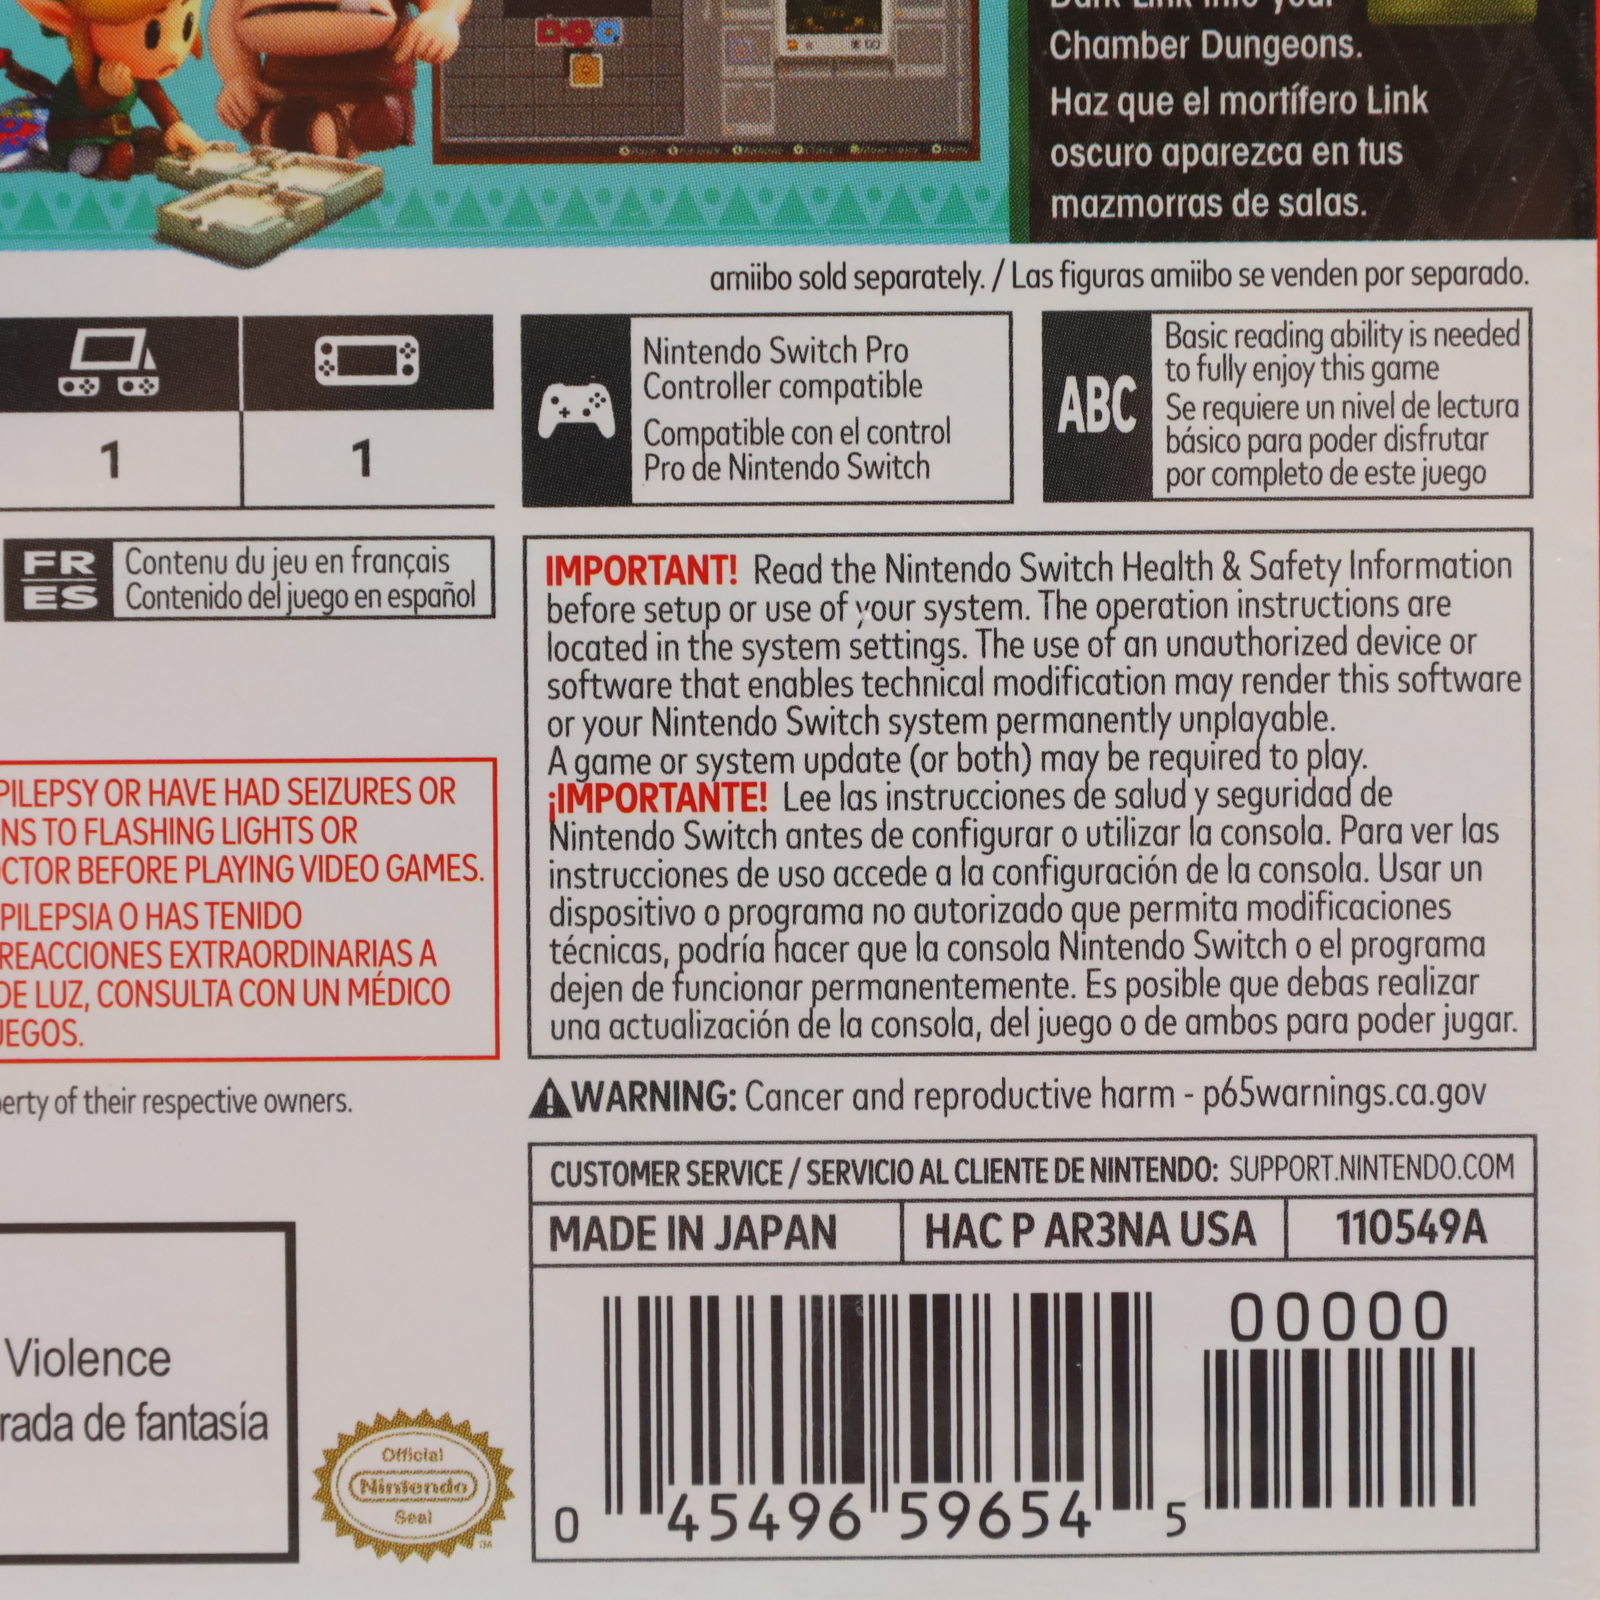 Chamber Dungeons.
Haz que el mortífero Link
oscuro aparezca en tus
mazmorras de salas.
amiibo sold separately. / Las figuras amiibo se venden por separado.
1
1
Nintendo Switch Pro
Controller compatible
Compatible con el control
Pro de Nintendo Switch
ABC
Basic reading ability is needed
to fully enjoy this game
Se requiere un nivel de lectura
básico para poder disfrutar
por completo de este juego
FR
ES
Contenu du jeu en français
Contenido del juego en español
IMPORTANT! Read the Nintendo Switch Health & Safety Information
before setup or use of your system. The operation instructions are
located in the system settings. The use of an unauthorized device or
software that enables technical modification may render this software
or your Nintendo Switch system permanently unplayable.
A game or system update (or both) may be required to play.
¡IMPORTANTE! Lee las instrucciones de salud y seguridad de
Nintendo Switch antes de configurar o utilizar la consola. Para ver las
instrucciones de uso accede a la configuración de la consola. Usar un
dispositivo o programa no autorizado que permita modificaciones
técnicas, podría hacer que la consola Nintendo Switch o el programa
dejen de funcionar permanentemente. Es posible que debas realizar
una actualización de la consola, del juego o de ambos para poder jugar.
PILEPSY OR HAVE HAD SEIZURES OR
NS TO FLASHING LIGHTS OR
CTOR BEFORE PLAYING VIDEO GAMES.
PILEPSIA O HAS TENIDO
REACCIONES EXTRAORDINARIAS A
DE LUZ, CONSULTA CON UN MÉDICO
UEGOS.
erty of their respective owners.
WARNING: Cancer and reproductive harm - p65warnings.ca.gov
CUSTOMER SERVICE / SERVICIO AL CLIENTE DE NINTENDO: SUPPORT.NINTENDO.COM
MADE IN JAPAN
HAC P AR3NA USA
110549A
Violence
rada de fantasía
Official
Nintendo
Seal
TM
00000
0 45496 59654 5